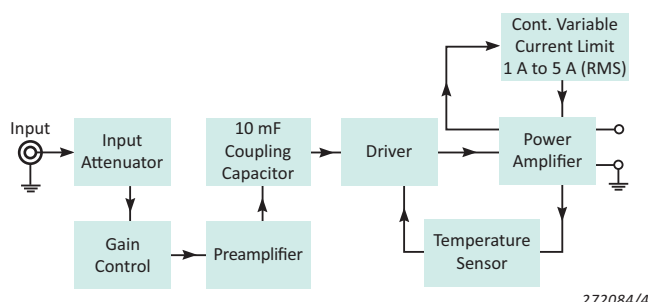 Cont. Variable
Current Limit
1 A to 5 A (RMS)
Input
Input
Attenuator
10 mF
Coupling
Capacitor
Driver
Power
Amplifier
Gain
Control
Preamplifier
Temperature
Sensor
272084/4